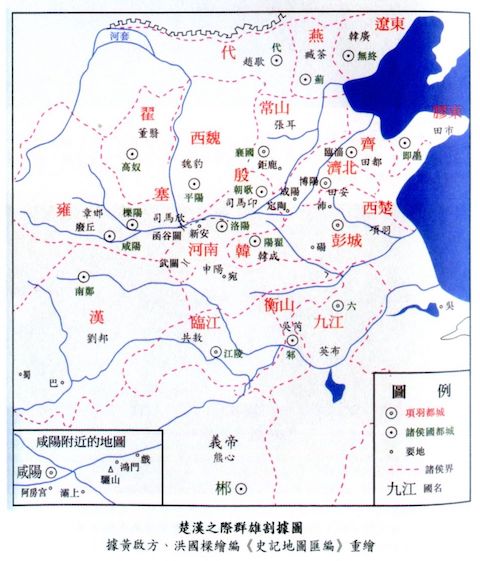 遼東
韓廣
無終
燕
臧荼
薊
代
代
趙歇
河套
常山
張耳
襄國
鉅鹿
翟
董翳
高奴
西魏
魏豹
平陽
殷
朝歌
司馬卬
膠東
田市
即墨
齊
臨淄
田都
濟北
博陽
田安
成陽
定陶
沛
西楚
項羽
彭城
碭
雍
章邯
廢丘
塞
櫟陽
司馬欣
咸陽
函谷關
新安
洛陽
河南
武關
申陽
宛
韓
陽翟
韓成
南鄭
漢
劉邦
蜀
巴
臨江
共敖
江陵
衡山
吳芮
邾
九江
六
英布
吳
義帝
熊心
郴
圖例
項羽都城
諸侯國都城
要地
諸侯界
九江 國名
咸陽附近的地圖
咸陽
戲
鴻門
驪山
阿房宮
灞上
楚漢之際群雄割據圖
據黃啟方、洪國樑繪編《史記地圖匯編》重繪